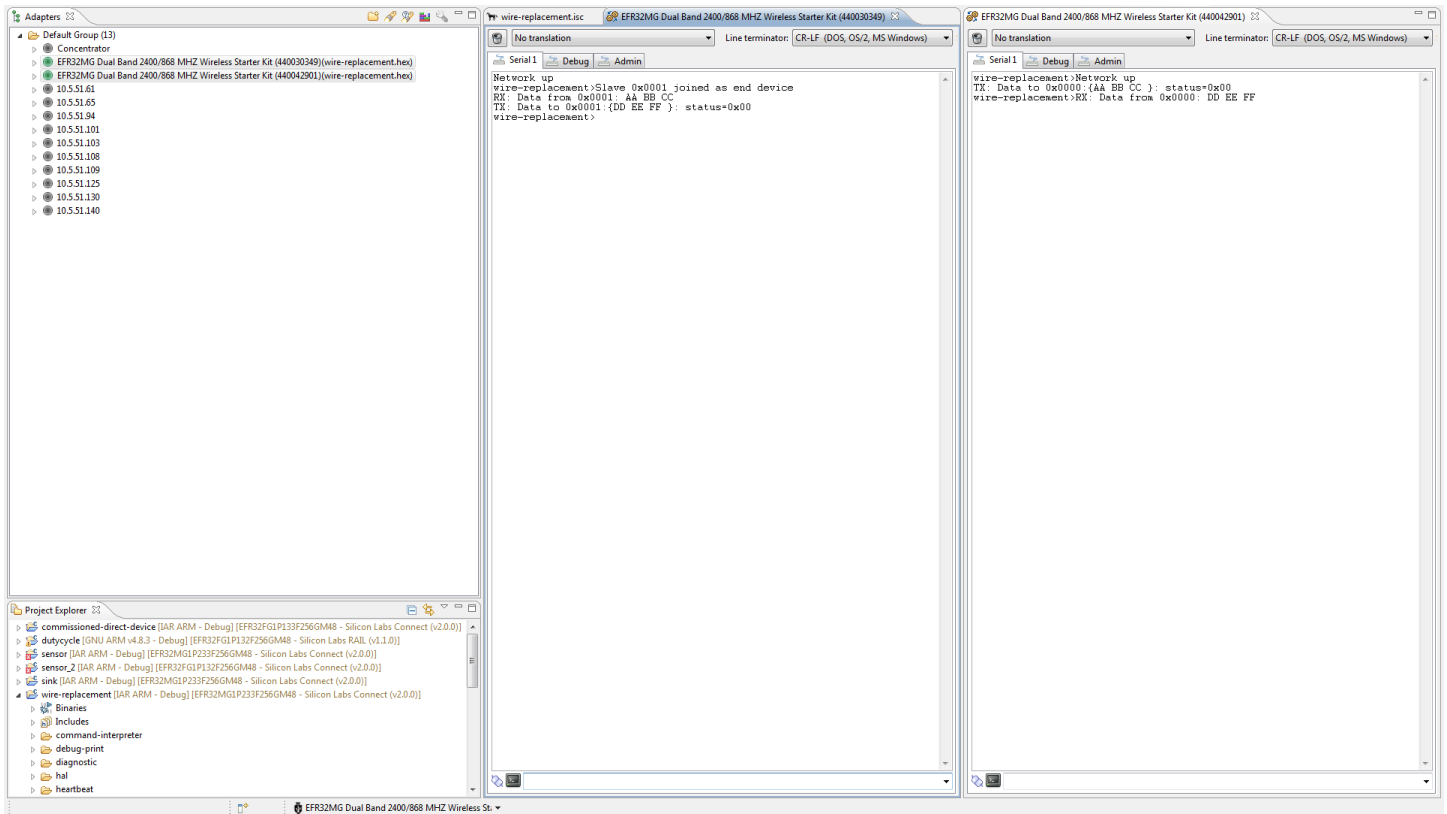 Adapters
Default Group (13)
Concentrator
EFR32MG Dual Band 2400/868 MHZ Wireless Starter Kit (440030349)(wire-replacement.hex)
EFR32MG Dual Band 2400/868 MHZ Wireless Starter Kit (440042901)(wire-replacement.hex)
10.5.51.61
10.5.51.65
10.5.51.94
10.5.51.101
10.5.51.103
10.5.51.108
10.5.51.109
10.5.51.125
10.5.51.130
10.5.51.140
Project Explorer
commissioned-direct-device [IAR ARM - Debug] [EFR32FG1P133F256GM48 - Silicon Labs Connect (v2.0.0)]
dutycycle [GNU ARM v4.8.3 - Debug] [EFR32FG1P132F256GM48 - Silicon Labs RAIL (v1.1.0)]
sensor [IAR ARM - Debug] [EFR32MG1P233F256GM48 - Silicon Labs Connect (v2.0.0)]
sensor_2 [IAR ARM - Debug] [EFR32FG1P132F256GM48 - Silicon Labs Connect (v2.0.0)]
sink [IAR ARM - Debug] [EFR32MG1P233F256GM48 - Silicon Labs Connect (v2.0.0)]
wire-replacement [IAR ARM - Debug] [EFR32MG1P233F256GM48 - Silicon Labs Connect (v2.0.0)]
Binaries
Includes
command-interpreter
debug-print
diagnostic
hal
heartbeat
wire-replacement.isc
EFR32MG Dual Band 2400/868 MHZ Wireless Starter Kit (440030349)
No translation
Line terminator: CR-LF (DOS, OS/2, MS Windows)
Serial 1 Debug Admin
Network up
wire-replacement>Slave 0x0001 joined as end device
RX: Data from 0x0001: AA BB CC
TX: Data to 0x0001:{DD EE FF }: status=0x00
wire-replacement>
EFR32MG Dual Band 2400/868 MHZ Wireless Starter Kit (440042901)
No translation
Line terminator: CR-LF (DOS, OS/2, MS Windows)
Serial 1 Debug Admin
wire-replacement>Network up
TX: Data to 0x0000:{AA BB CC }: status=0x00
wire-replacement>RX: Data from 0x0000: DD EE FF
EFR32MG Dual Band 2400/868 MHZ Wireless Sta